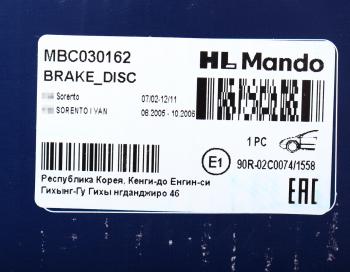 MBC030162
BRAKE_DISC
HL Mando
Sorento 07/02-12/11
SORENTO I VAN 06.2005 - 10.2006
1 PC
E1 90R-02C0074/1558
Республика Корея, Кенги-до Енгин-си
Гихынг-Гу Гихы нгданджиро 46
EAC